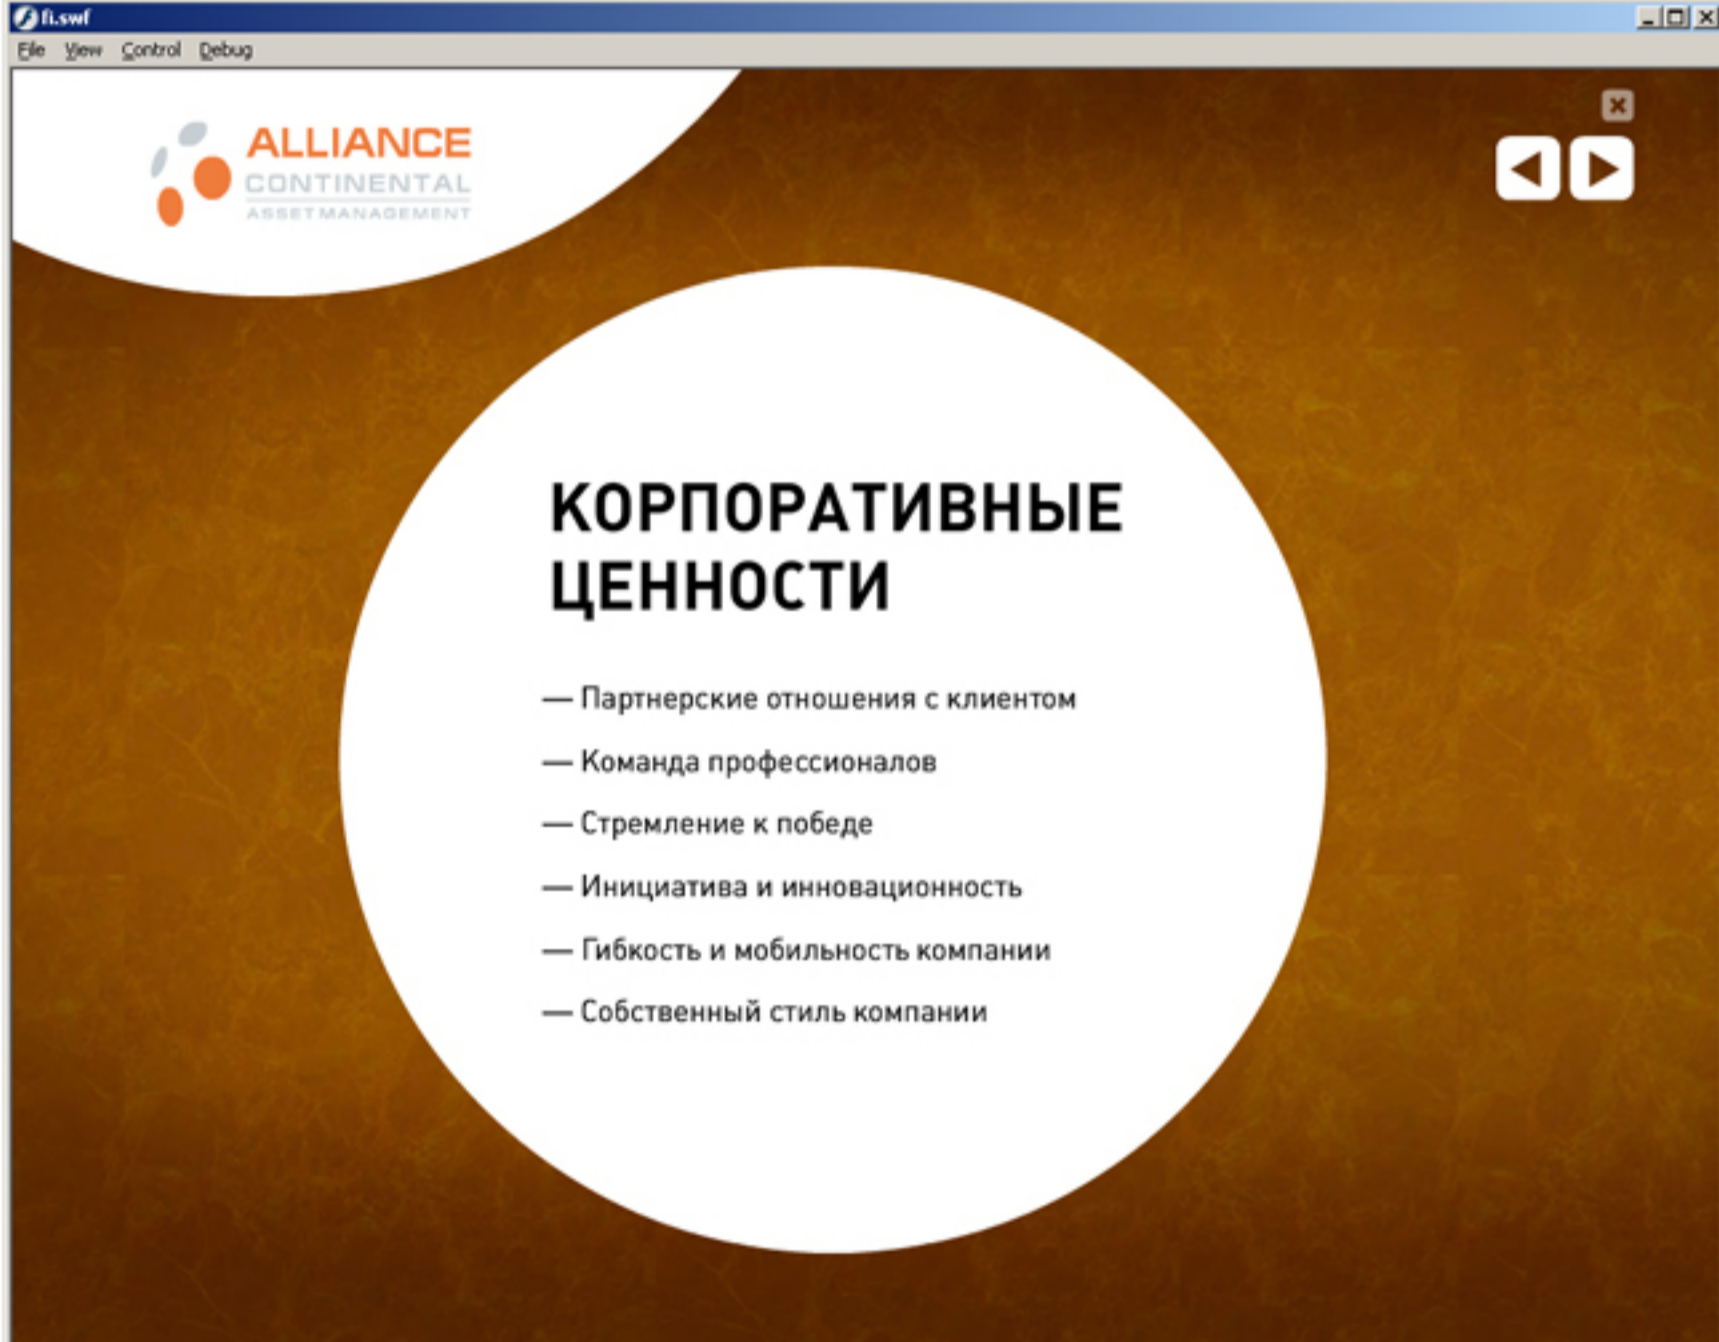 fi.swf
File View Control Debug
ALLIANCE
CONTINENTAL
ASSET MANAGEMENT
КОРПОРАТИВНЫЕ
ЦЕННОСТИ
— Партнерские отношения с клиентом
— Команда профессионалов
— Стремление к победе
— Инициатива и инновационность
— Гибкость и мобильность компании
— Собственный стиль компании